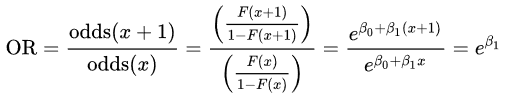 OR = odds(x + 1) / odds(x) = (F(x+1) / 1−F(x+1)) / (F(x) / 1−F(x)) = e^{β₀+β₁(x+1)} / e^{β₀+β₁x} = e^{β₁}